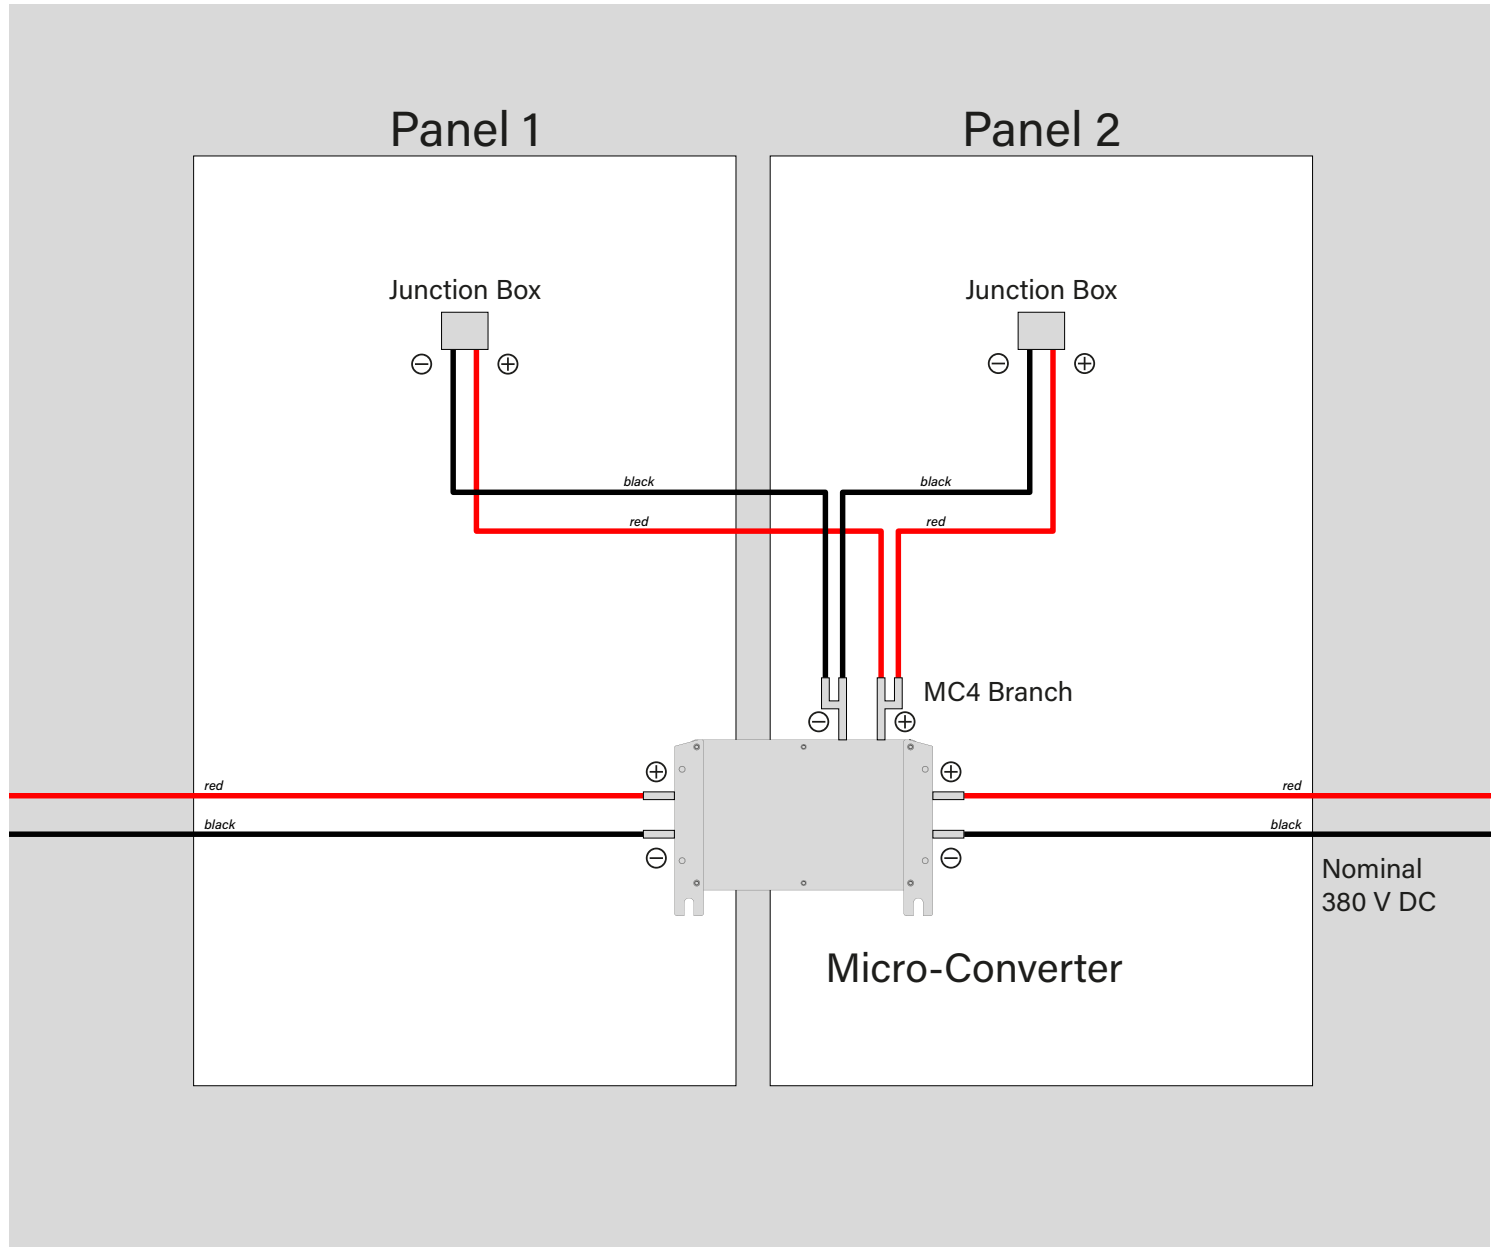 Panel 1
Panel 2
Junction Box
Junction Box
⊖
⊕
⊖
⊕
black
black
red
red
MC4 Branch
⊖
⊕
⊕
⊕
red
red
black
black
⊖
⊖
Nominal
380 V DC
Micro-Converter